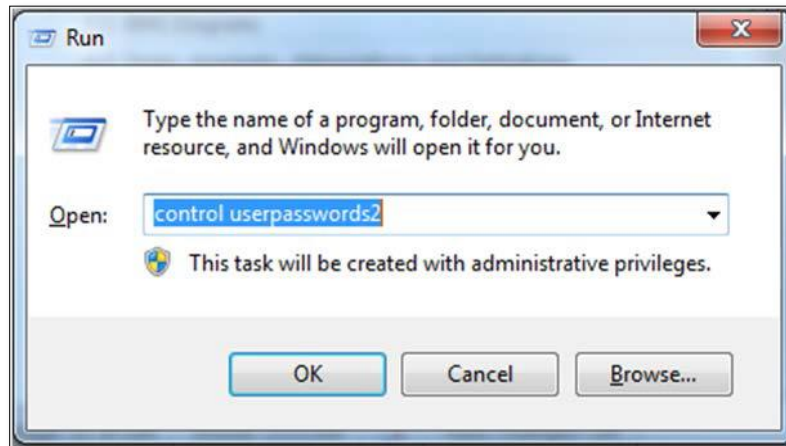 Run
Type the name of a program, folder, document, or Internet
resource, and Windows will open it for you.
Open: control userpasswords2
This task will be created with administrative privileges.
OK Cancel Browse...